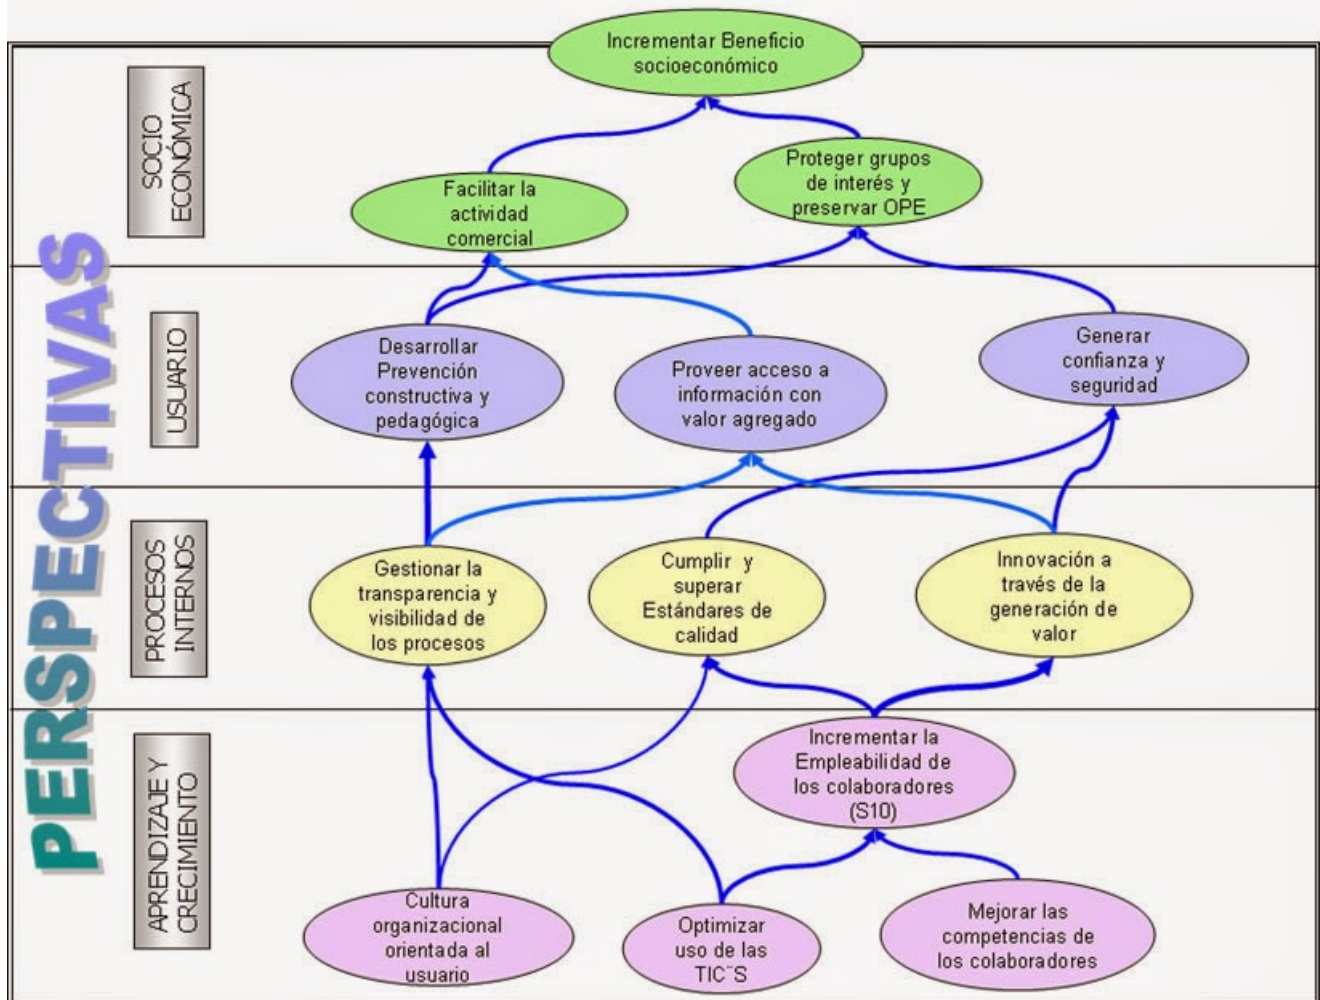 Incrementar Beneficio
socioeconómico
SOCIO
ECONÓMICA
Proteger grupos
de interés y
preservar OPE
Facilitar la
actividad
comercial
PERSPECTIVAS
USUARIO
Desarrollar
Prevención
constructiva y
pedagógica
Proveer acceso a
información con
valor agregado
Generar
confianza y
seguridad
PROCESOS
INTERNOS
Gestionar la
transparencia y
visibilidad de
los procesos
Cumplir y
superar
Estándares de
calidad
Innovación a
través de la
generación de
valor
APRENDIZAJE Y
CRECIMIENTO
Incrementar la
Empleabilidad de
los colaboradores
(S10)
Cultura
organizacional
orientada al
usuario
Optimizar
uso de las
TIC¨S
Mejorar las
competencias de
los colaboradores